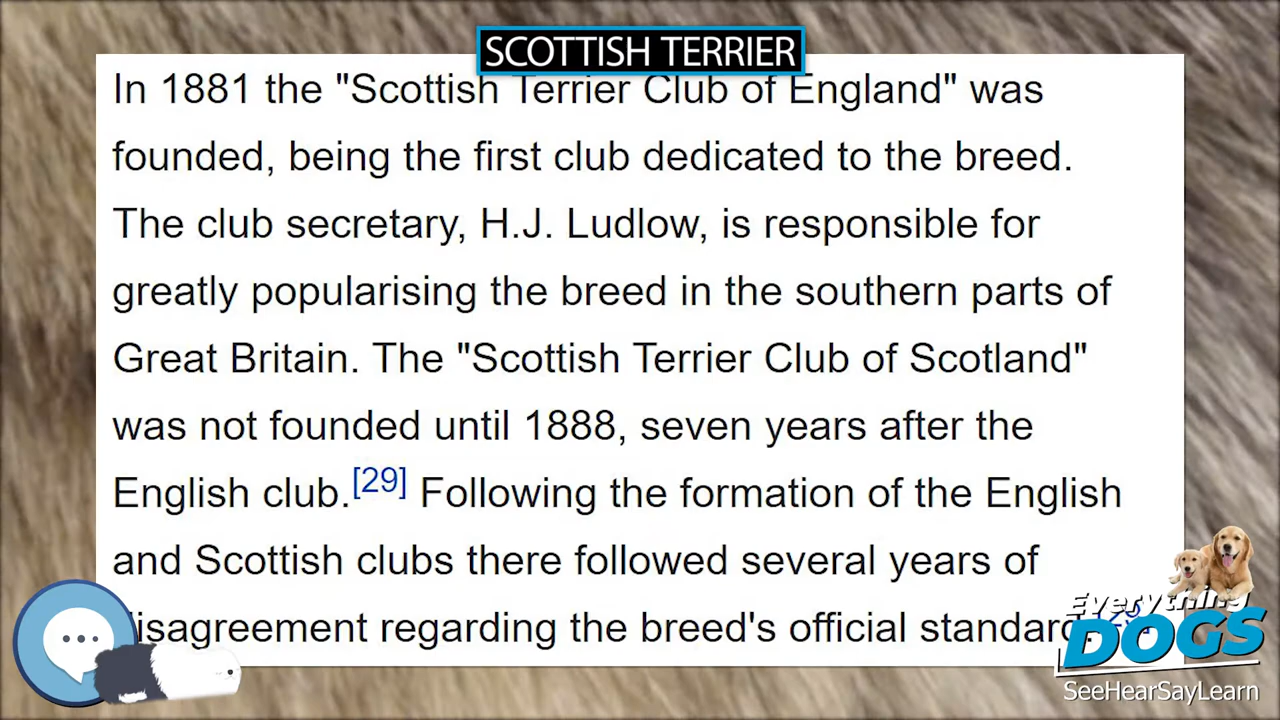 SCOTTISH TERRIER
In 1881 the "Scottish Terrier Club of England" was
founded, being the first club dedicated to the breed.
The club secretary, H.J. Ludlow, is responsible for
greatly popularising the breed in the southern parts of
Great Britain. The "Scottish Terrier Club of Scotland"
was not founded until 1888, seven years after the
English club.[29] Following the formation of the English
and Scottish clubs there followed several years of
disagreement regarding the breed's official standard.
Everything
DOGS
SeeHearSayLearn